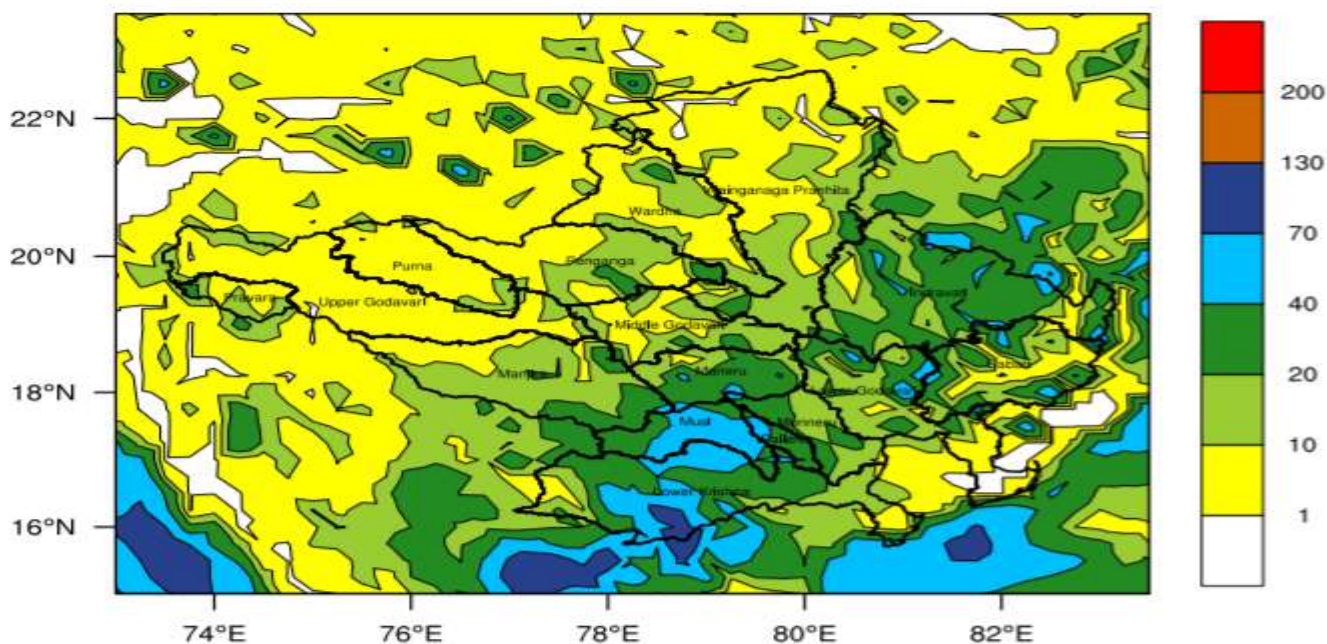 22°N
20°N
18°N
16°N
74°E
76°E
78°E
80°E
82°E
200
130
70
40
20
10
1
Wainganaga Pranhita
Wardha
Penganga
Purna
Pravara
Upper Godavari
Indravati
Middle Godavari
Manjira
Maneru
Sabari
Musi
Munneru
Lower Krishna